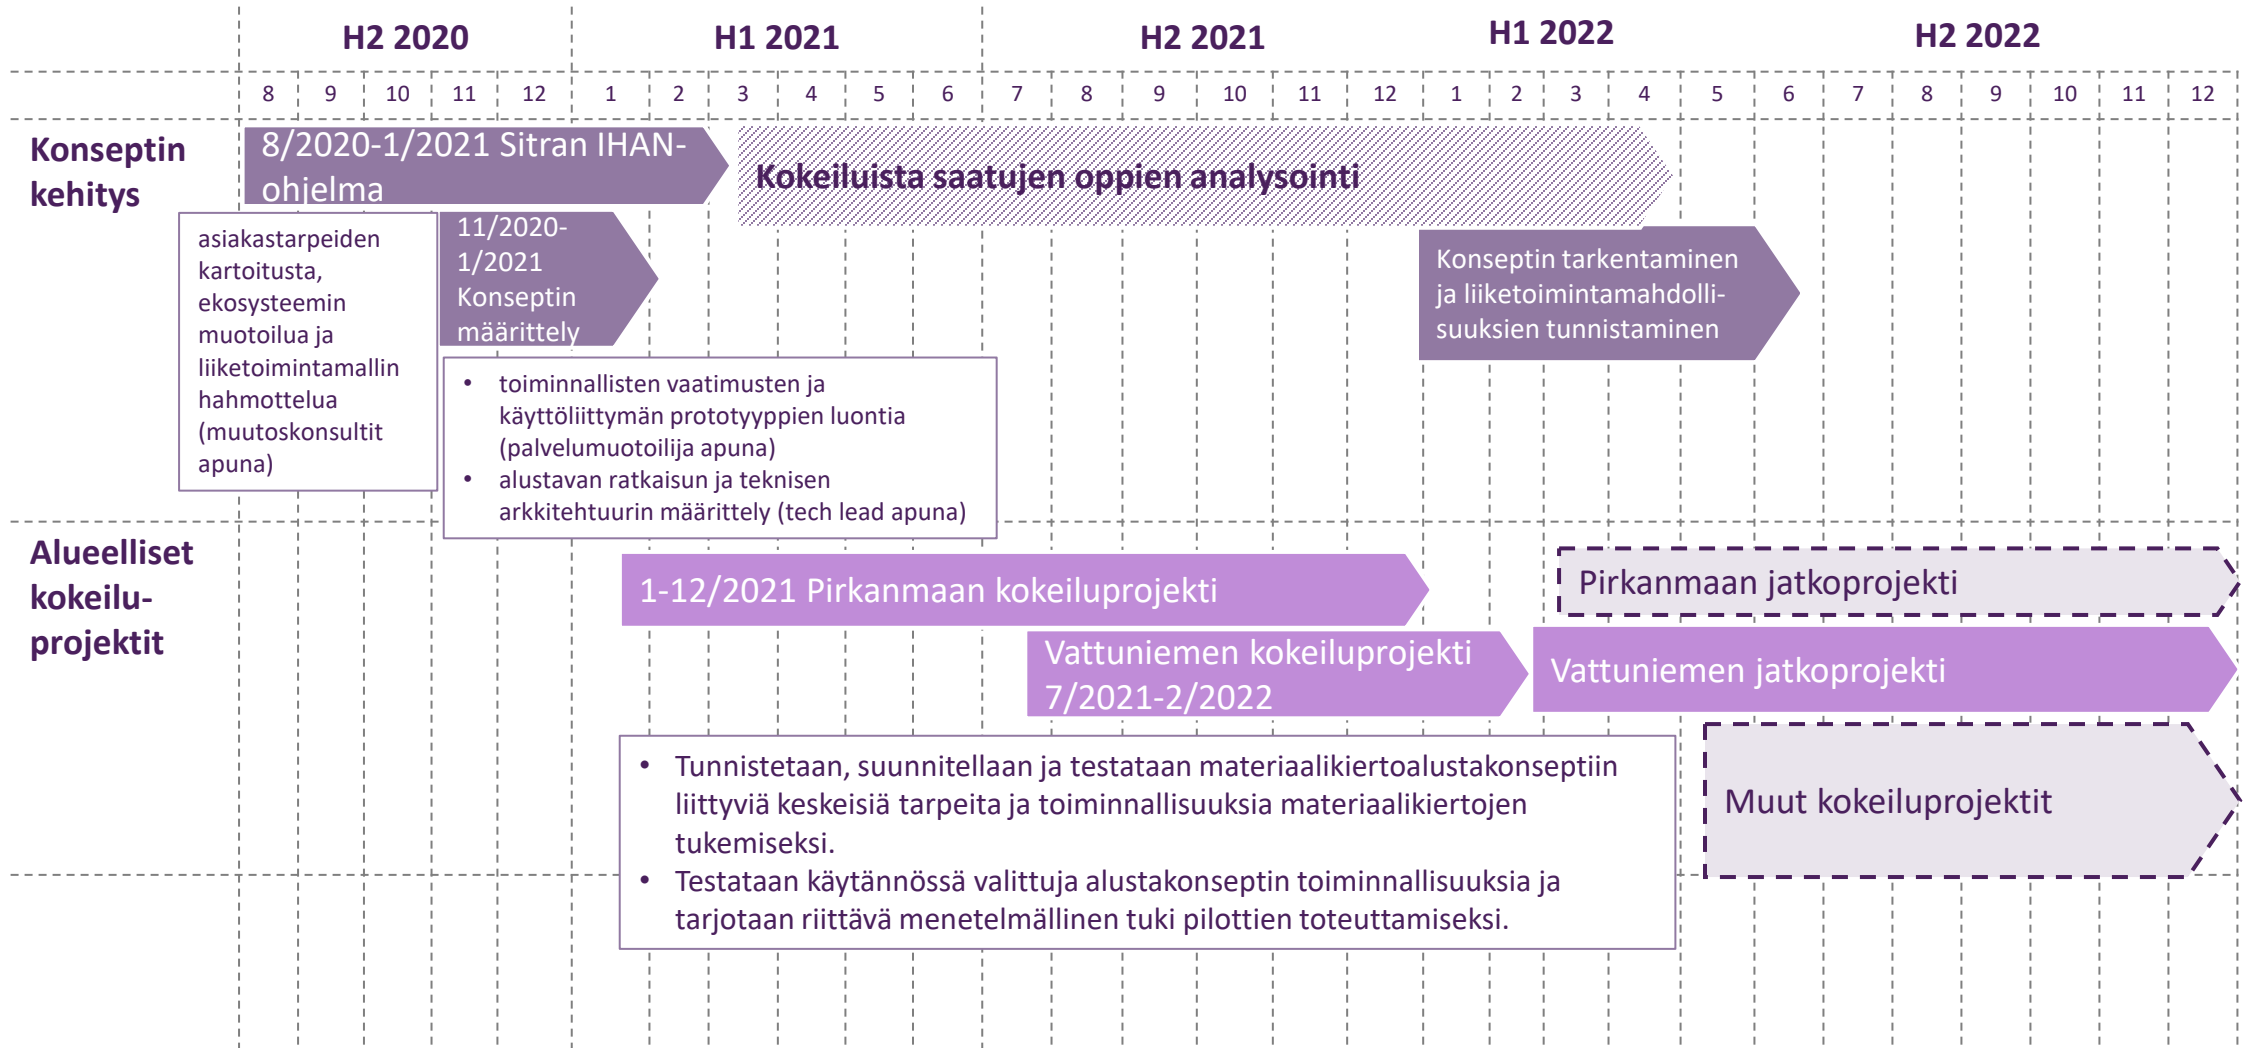 H2 2020
H1 2021
H2 2021
H1 2022
H2 2022
8 9 10 11 12 1 2 3 4 5 6 7 8 9 10 11 12 1 2 3 4 5 6 7 8 9 10 11 12
Konseptin
kehitys
8/2020-1/2021 Sitran IHAN-
ohjelma
Kokeiluista saatujen oppien analysointi
asiakastarpeiden
kartoitusta,
ekosysteemin
muotoilua ja
liiketoimintamallin
hahmottelua
(muutoskonsultit
apuna)
11/2020-
1/2021
Konseptin
määrittely
Konseptin tarkentaminen
ja liiketoimintamahdolli-
suuksien tunnistaminen
• toiminnallisten vaatimusten ja
käyttöliittymän prototyyppien luontia
(palvelumuotoilija apuna)
• alustavan ratkaisun ja teknisen
arkkitehtuurin määrittely (tech lead apuna)
Alueelliset
kokeilu-
projektit
1-12/2021 Pirkanmaan kokeiluprojekti
Pirkanmaan jatkoprojekti
Vattuniemen kokeiluprojekti
7/2021-2/2022
Vattuniemen jatkoprojekti
• Tunnistetaan, suunnitellaan ja testataan materiaalikiertoalustakonseptiin
liittyviä keskeisiä tarpeita ja toiminnallisuuksia materiaalikiertojen
tukemiseksi.
• Testataan käytännössä valittuja alustakonseptin toiminnallisuuksia ja
tarjotaan riittävä menetelmällinen tuki pilottien toteuttamiseksi.
Muut kokeiluprojektit